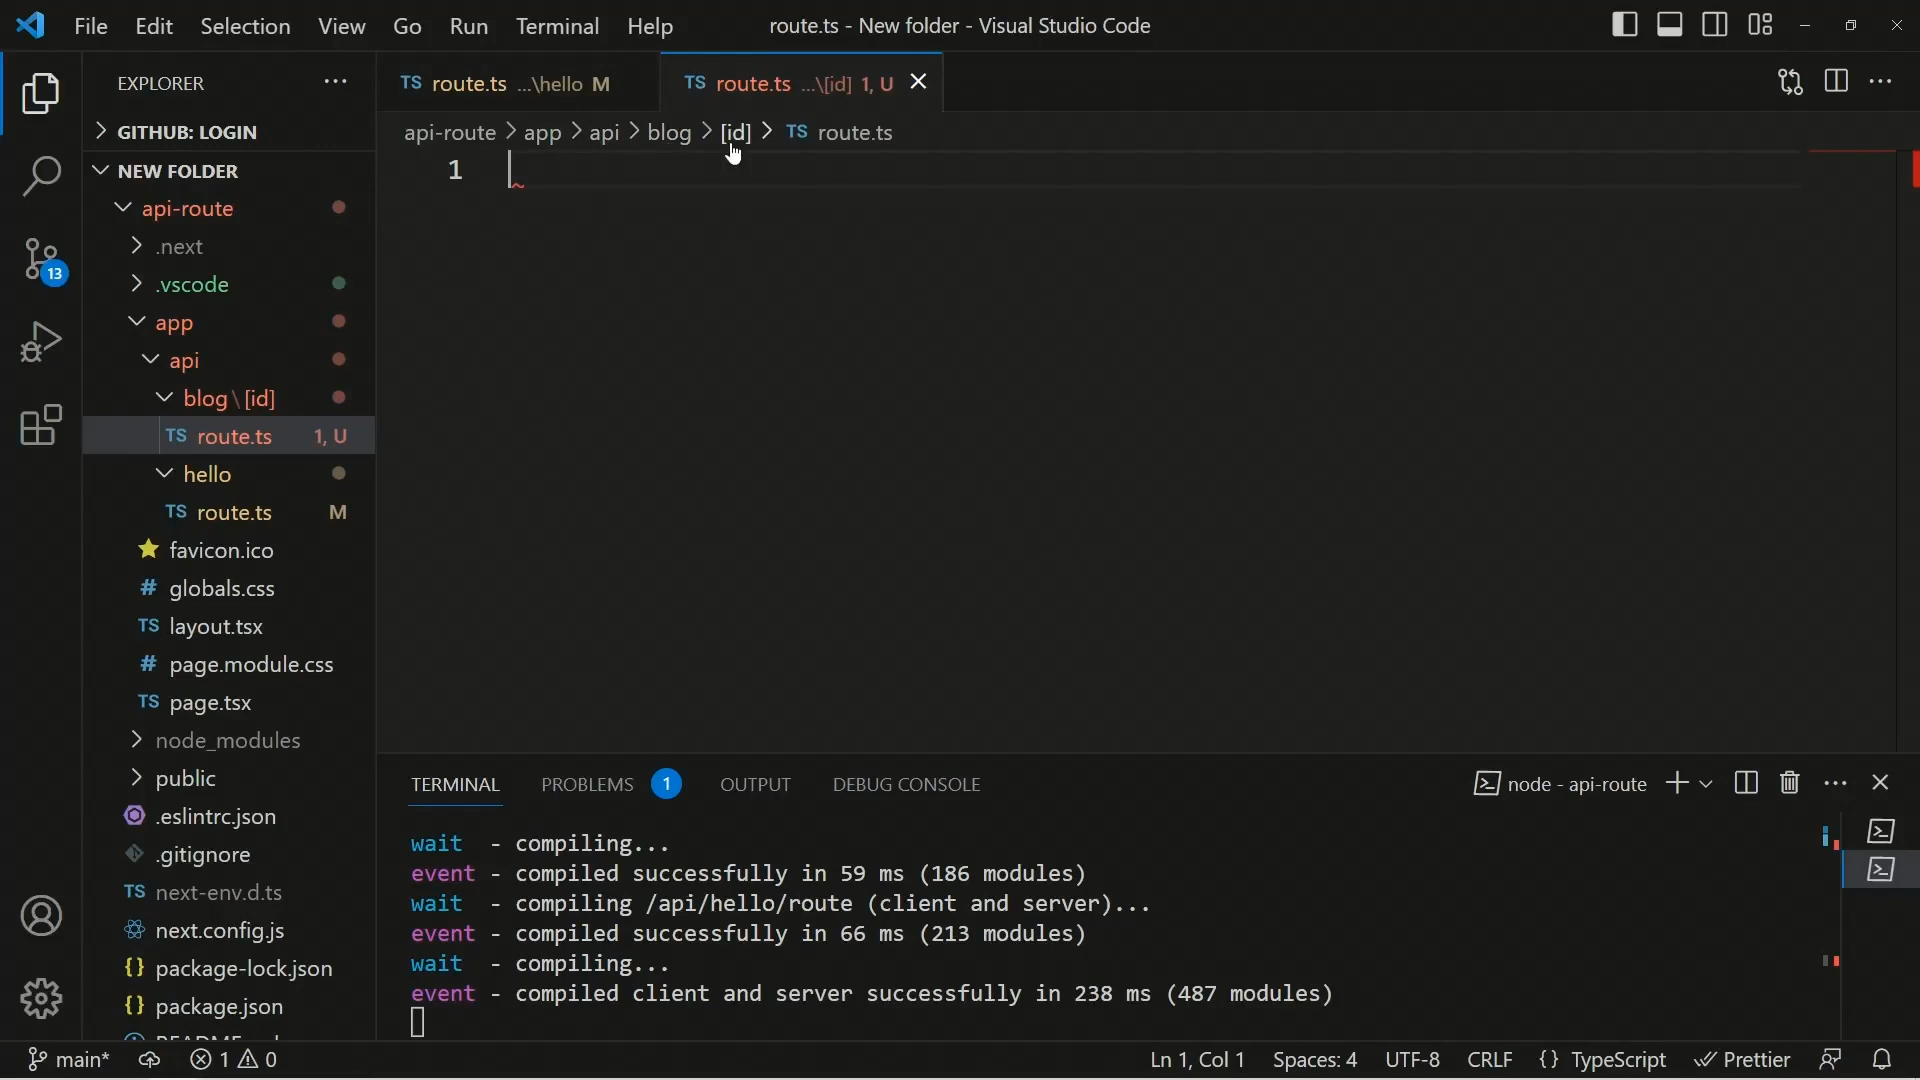 File Edit Selection View Go Run Terminal Help route.ts - New folder - Visual Studio Code
EXPLORER
GITHUB: LOGIN
NEW FOLDER
api-route
.next
.vscode
app
api
blog\[id]
TS route.ts 1, U
hello
TS route.ts M
favicon.ico
# globals.css
TS layout.tsx
# page.module.css
TS page.tsx
node_modules
public
.eslintrc.json
.gitignore
TS next-env.d.ts
next.config.js
{} package-lock.json
{} package.json
13
TS route.ts ...\hello M
TS route.ts ...\[id] 1, U
api-route > app > api > blog > [id] > TS route.ts
1
TERMINAL PROBLEMS 1 OUTPUT DEBUG CONSOLE
node - api-route
wait - compiling...
event - compiled successfully in 59 ms (186 modules)
wait - compiling /api/hello/route (client and server)...
event - compiled successfully in 66 ms (213 modules)
wait - compiling...
event - compiled client and server successfully in 238 ms (487 modules)
main* 1 0 Ln 1, Col 1 Spaces: 4 UTF-8 CRLF {} TypeScript Prettier